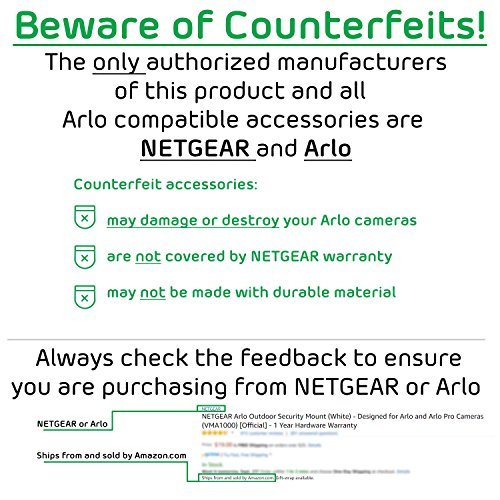 Beware of Counterfeits!
The only authorized manufacturers
of this product and all
Arlo compatible accessories are
NETGEAR and Arlo
Counterfeit accessories:
may damage or destroy your Arlo cameras
are not covered by NETGEAR warranty
may not be made with durable material
Always check the feedback to ensure
you are purchasing from NETGEAR or Arlo
NETGEAR
NETGEAR Arlo Outdoor Security Mount (White) - Designed for Arlo and Arlo Pro Cameras
NETGEAR or Arlo
(VMA1000) [Official] - 1 Year Hardware Warranty
Ships from and sold by Amazon.com
In Stock.
Ships from and sold by Amazon.com. Gift-wrap available.